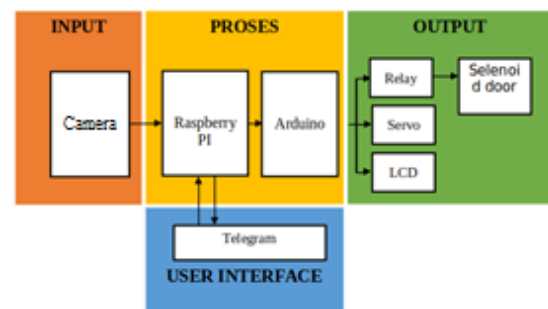 INPUT
PROSES
OUTPUT
Camera
Raspberry
PI
Arduino
Relay
Selenoi
d door
Servo
LCD
Telegram
USER INTERFACE